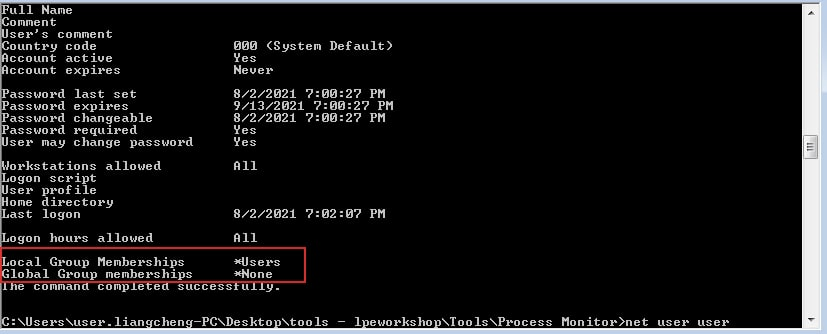 Full Name
Comment
User's comment
Country code 000 (System Default)
Account active Yes
Account expires Never
Password last set 8/2/2021 7:00:27 PM
Password expires 9/13/2021 7:00:27 PM
Password changeable 8/2/2021 7:00:27 PM
Password required Yes
User may change password Yes
Workstations allowed All
Logon script
User profile
Home directory
Last logon 8/2/2021 7:02:07 PM
Logon hours allowed All
Local Group Memberships *Users
Global Group memberships *None
The command completed successfully.
C:\Users\user.liangcheng-PC\Desktop\tools - lpeworkshop\Tools\Process Monitor>net user user